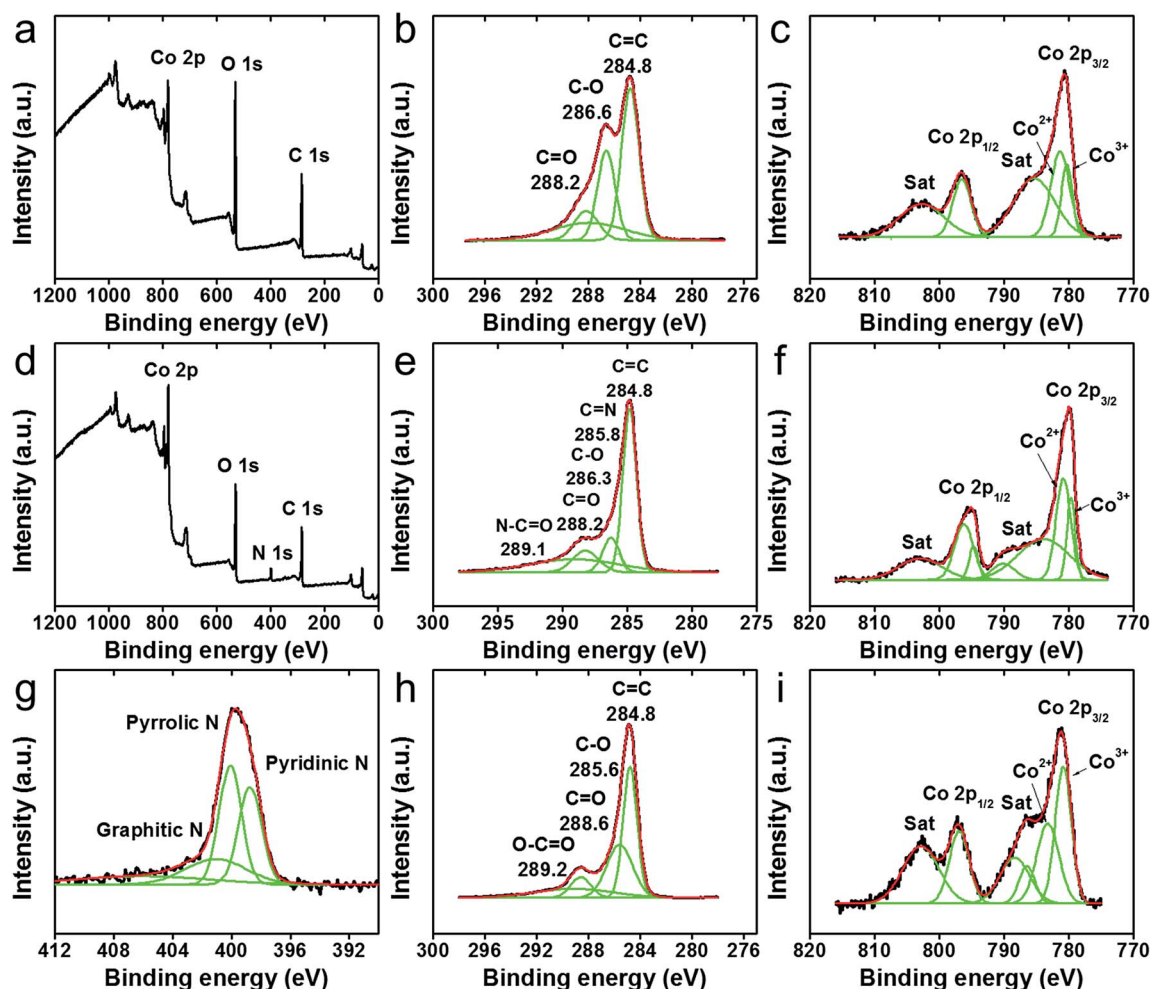 a
Co 2p
O 1s
C 1s
Intensity (a.u.)
1200 1000 800 600 400 200 0
Binding energy (eV)
b
C=C
284.8
C-O
286.6
C=O
288.2
Intensity (a.u.)
300 296 292 288 284 280 276
Binding energy (eV)
c
Co 2p3/2
Co2+
Co 2p1/2
Sat
Co3+
Sat
Intensity (a.u.)
820 810 800 790 780 770
Binding energy (eV)
d
Co 2p
O 1s
C 1s
N 1s
Intensity (a.u.)
1200 1000 800 600 400 200 0
Binding energy (eV)
e
C=C
284.8
C=N
285.8
C-O
286.3
C=O
288.2
N-C=O
289.1
Intensity (a.u.)
300 295 290 285 280 275
Binding energy (eV)
f
Co 2p3/2
Co2+
Co 2p1/2
Co3+
Sat
Sat
Intensity (a.u.)
820 810 800 790 780 770
Binding energy (eV)
g
Pyrrolic N
Pyridinic N
Graphitic N
Intensity (a.u.)
412 408 404 400 396 392
Binding energy (eV)
h
C=C
284.8
C-O
285.6
C=O
288.6
O-C=O
289.2
Intensity (a.u.)
300 295 290 285 280 275
Binding energy (eV)
i
Co 2p3/2
Co2+
Co3+
Co 2p1/2
Sat
Sat
Intensity (a.u.)
820 810 800 790 780 770
Binding energy (eV)